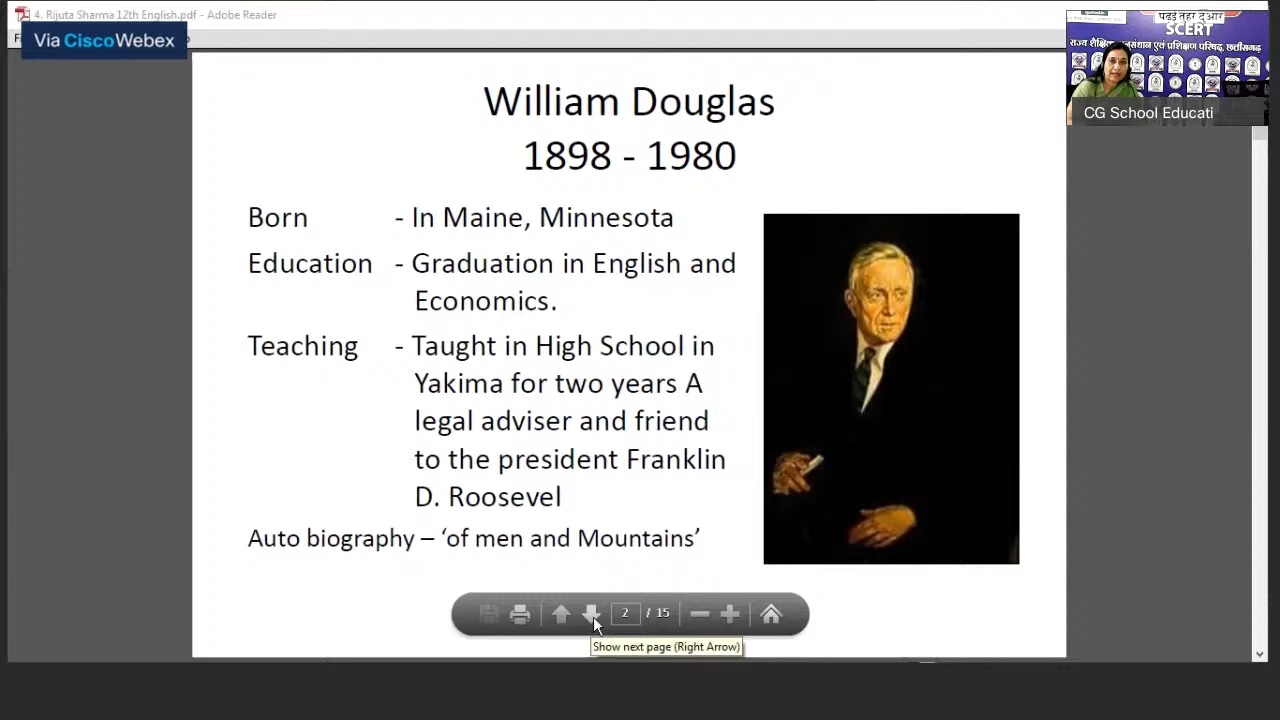 4. Rijuta Sharma 12th English.pdf - Adobe Reader
Via CiscoWebex
SCERT
CG School Educati
William Douglas
1898 - 1980
Born - In Maine, Minnesota
Education - Graduation in English and
Economics.
Teaching - Taught in High School in
Yakima for two years A
legal adviser and friend
to the president Franklin
D. Roosevel
Auto biography – ‘of men and Mountains’
2 / 15
Show next page (Right Arrow)